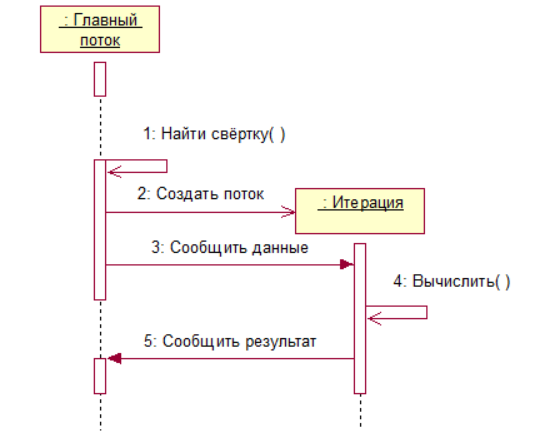 : Главный
поток
1: Найти свёртку( )
2: Создать поток
: Итерация
3: Сообщить данные
4: Вычислить( )
5: Сообщить результат